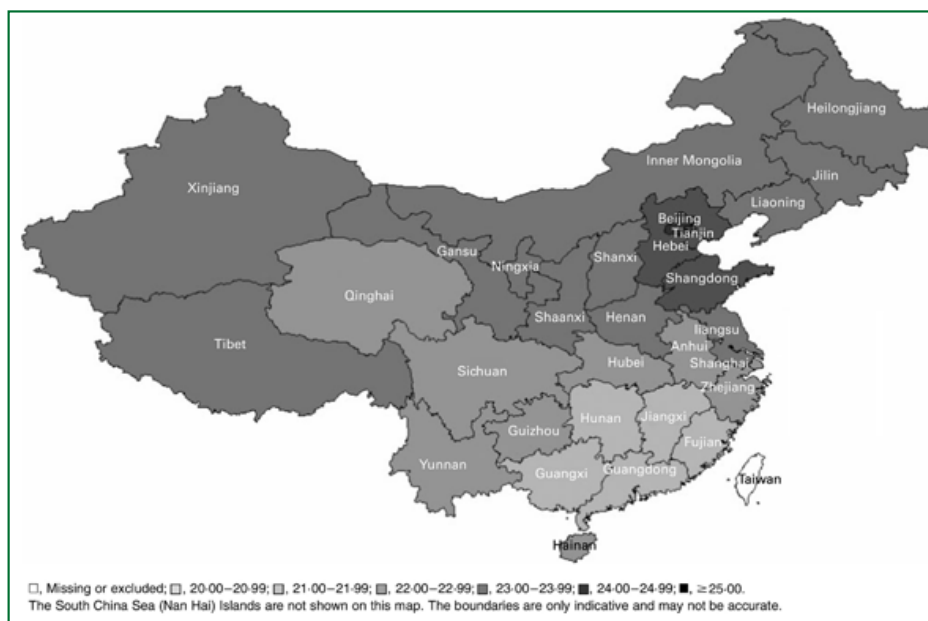 Heilongjiang
Inner Mongolia
Jilin
Xinjiang
Liaoning
Beijing
Tianjin
Gansu
Hebei
Ningxia
Shanxi
Shangdong
Qinghai
Shaanxi
Henan
Jiangsu
Tibet
Anhui
Hubei
Shanghai
Sichuan
Zhejiang
Hunan
Jiangxi
Guizhou
Fujian
Yunnan
Guangxi
Guangdong
Taiwan
Hainan
□, Missing or excluded; □, 20·00–20·99; □, 21·00–21·99; ■, 22·00–22·99; ■, 23·00–23·99; ■, 24·00–24·99; ■, ≥25·00.
The South China Sea (Nan Hai) Islands are not shown on this map. The boundaries are only indicative and may not be accurate.